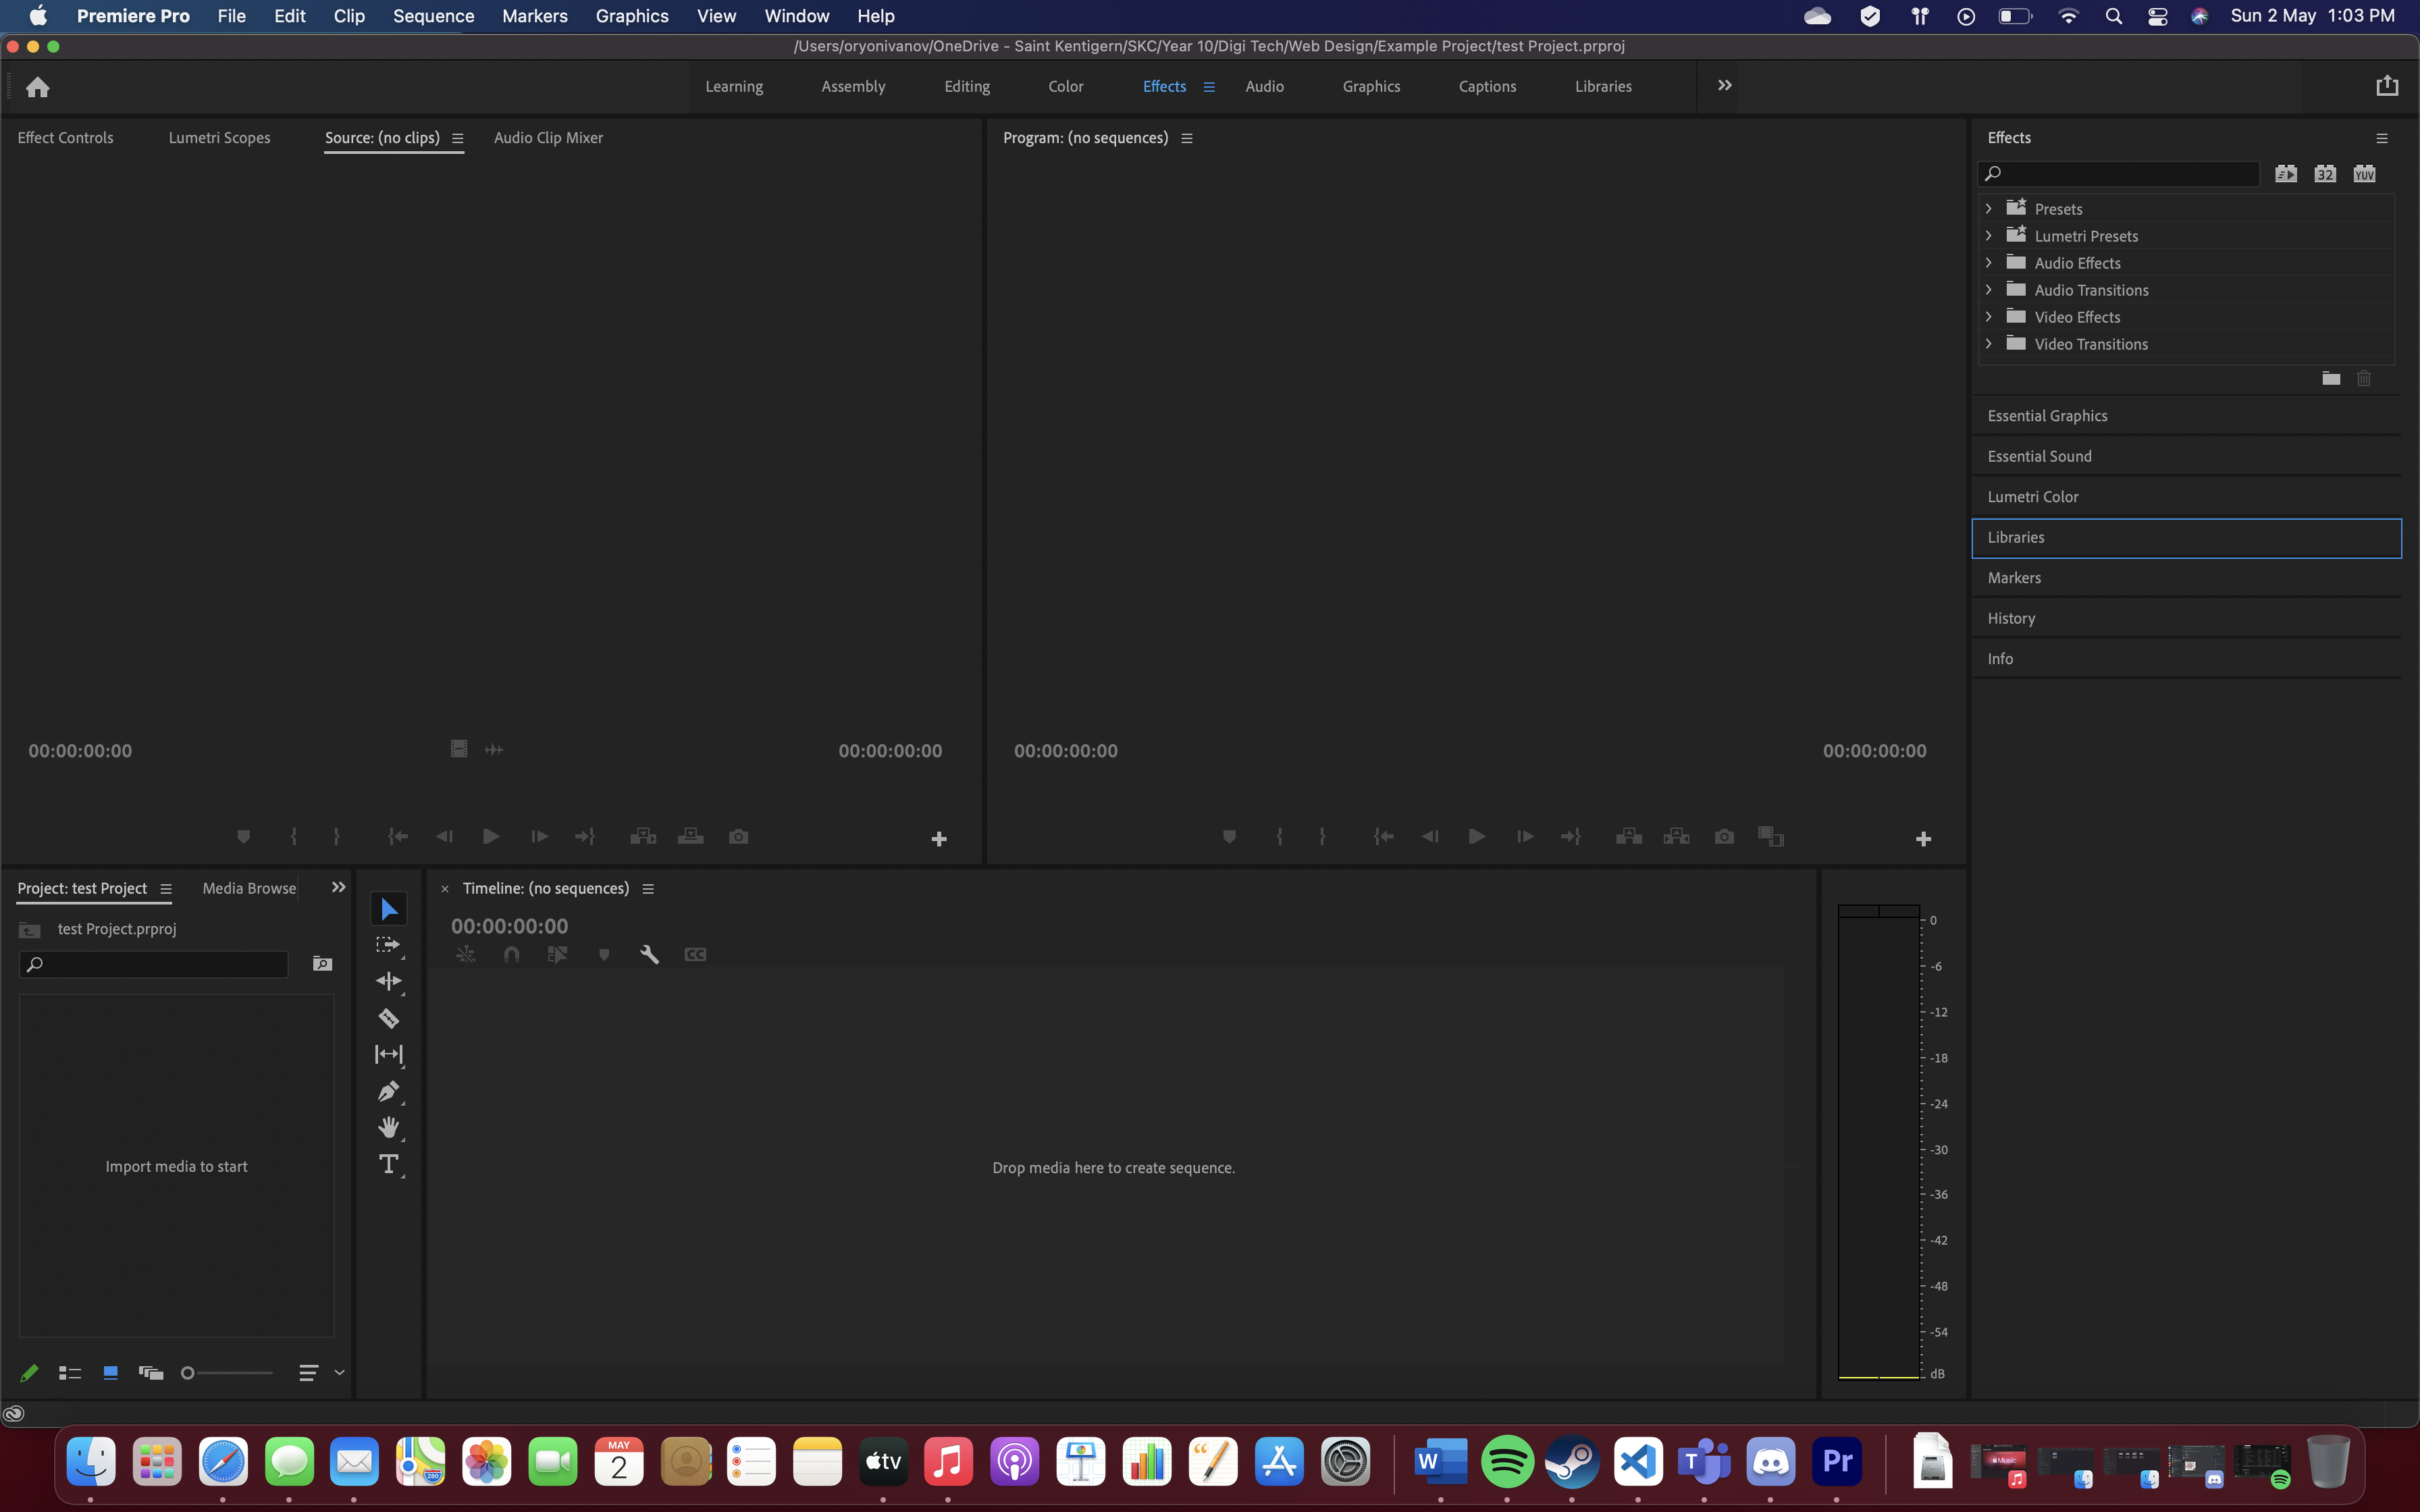 Premiere Pro File Edit Clip Sequence Markers Graphics View Window Help Sun 2 May 1:03 PM
/Users/oryonivanov/OneDrive - Saint Kentigern/SKC/Year 10/Digi Tech/Web Design/Example Project/test Project.prproj
Learning Assembly Editing Color Effects Audio Graphics Captions Libraries
Effect Controls Lumetri Scopes Source: (no clips) Audio Clip Mixer
Program: (no sequences)
Effects
32 YUV
Presets
Lumetri Presets
Audio Effects
Audio Transitions
Video Effects
Video Transitions
Essential Graphics
Essential Sound
Lumetri Color
Libraries
Markers
History
Info
00:00:00:00 00:00:00:00
00:00:00:00 00:00:00:00
Project: test Project Media Browse
test Project.prproj
Import media to start
T
Timeline: (no sequences)
00:00:00:00
CC
Drop media here to create sequence.
0
-6
-12
-18
-24
-30
-36
-42
-48
-54
dB
280
MAY
2
tv
W
T
Pr
Music